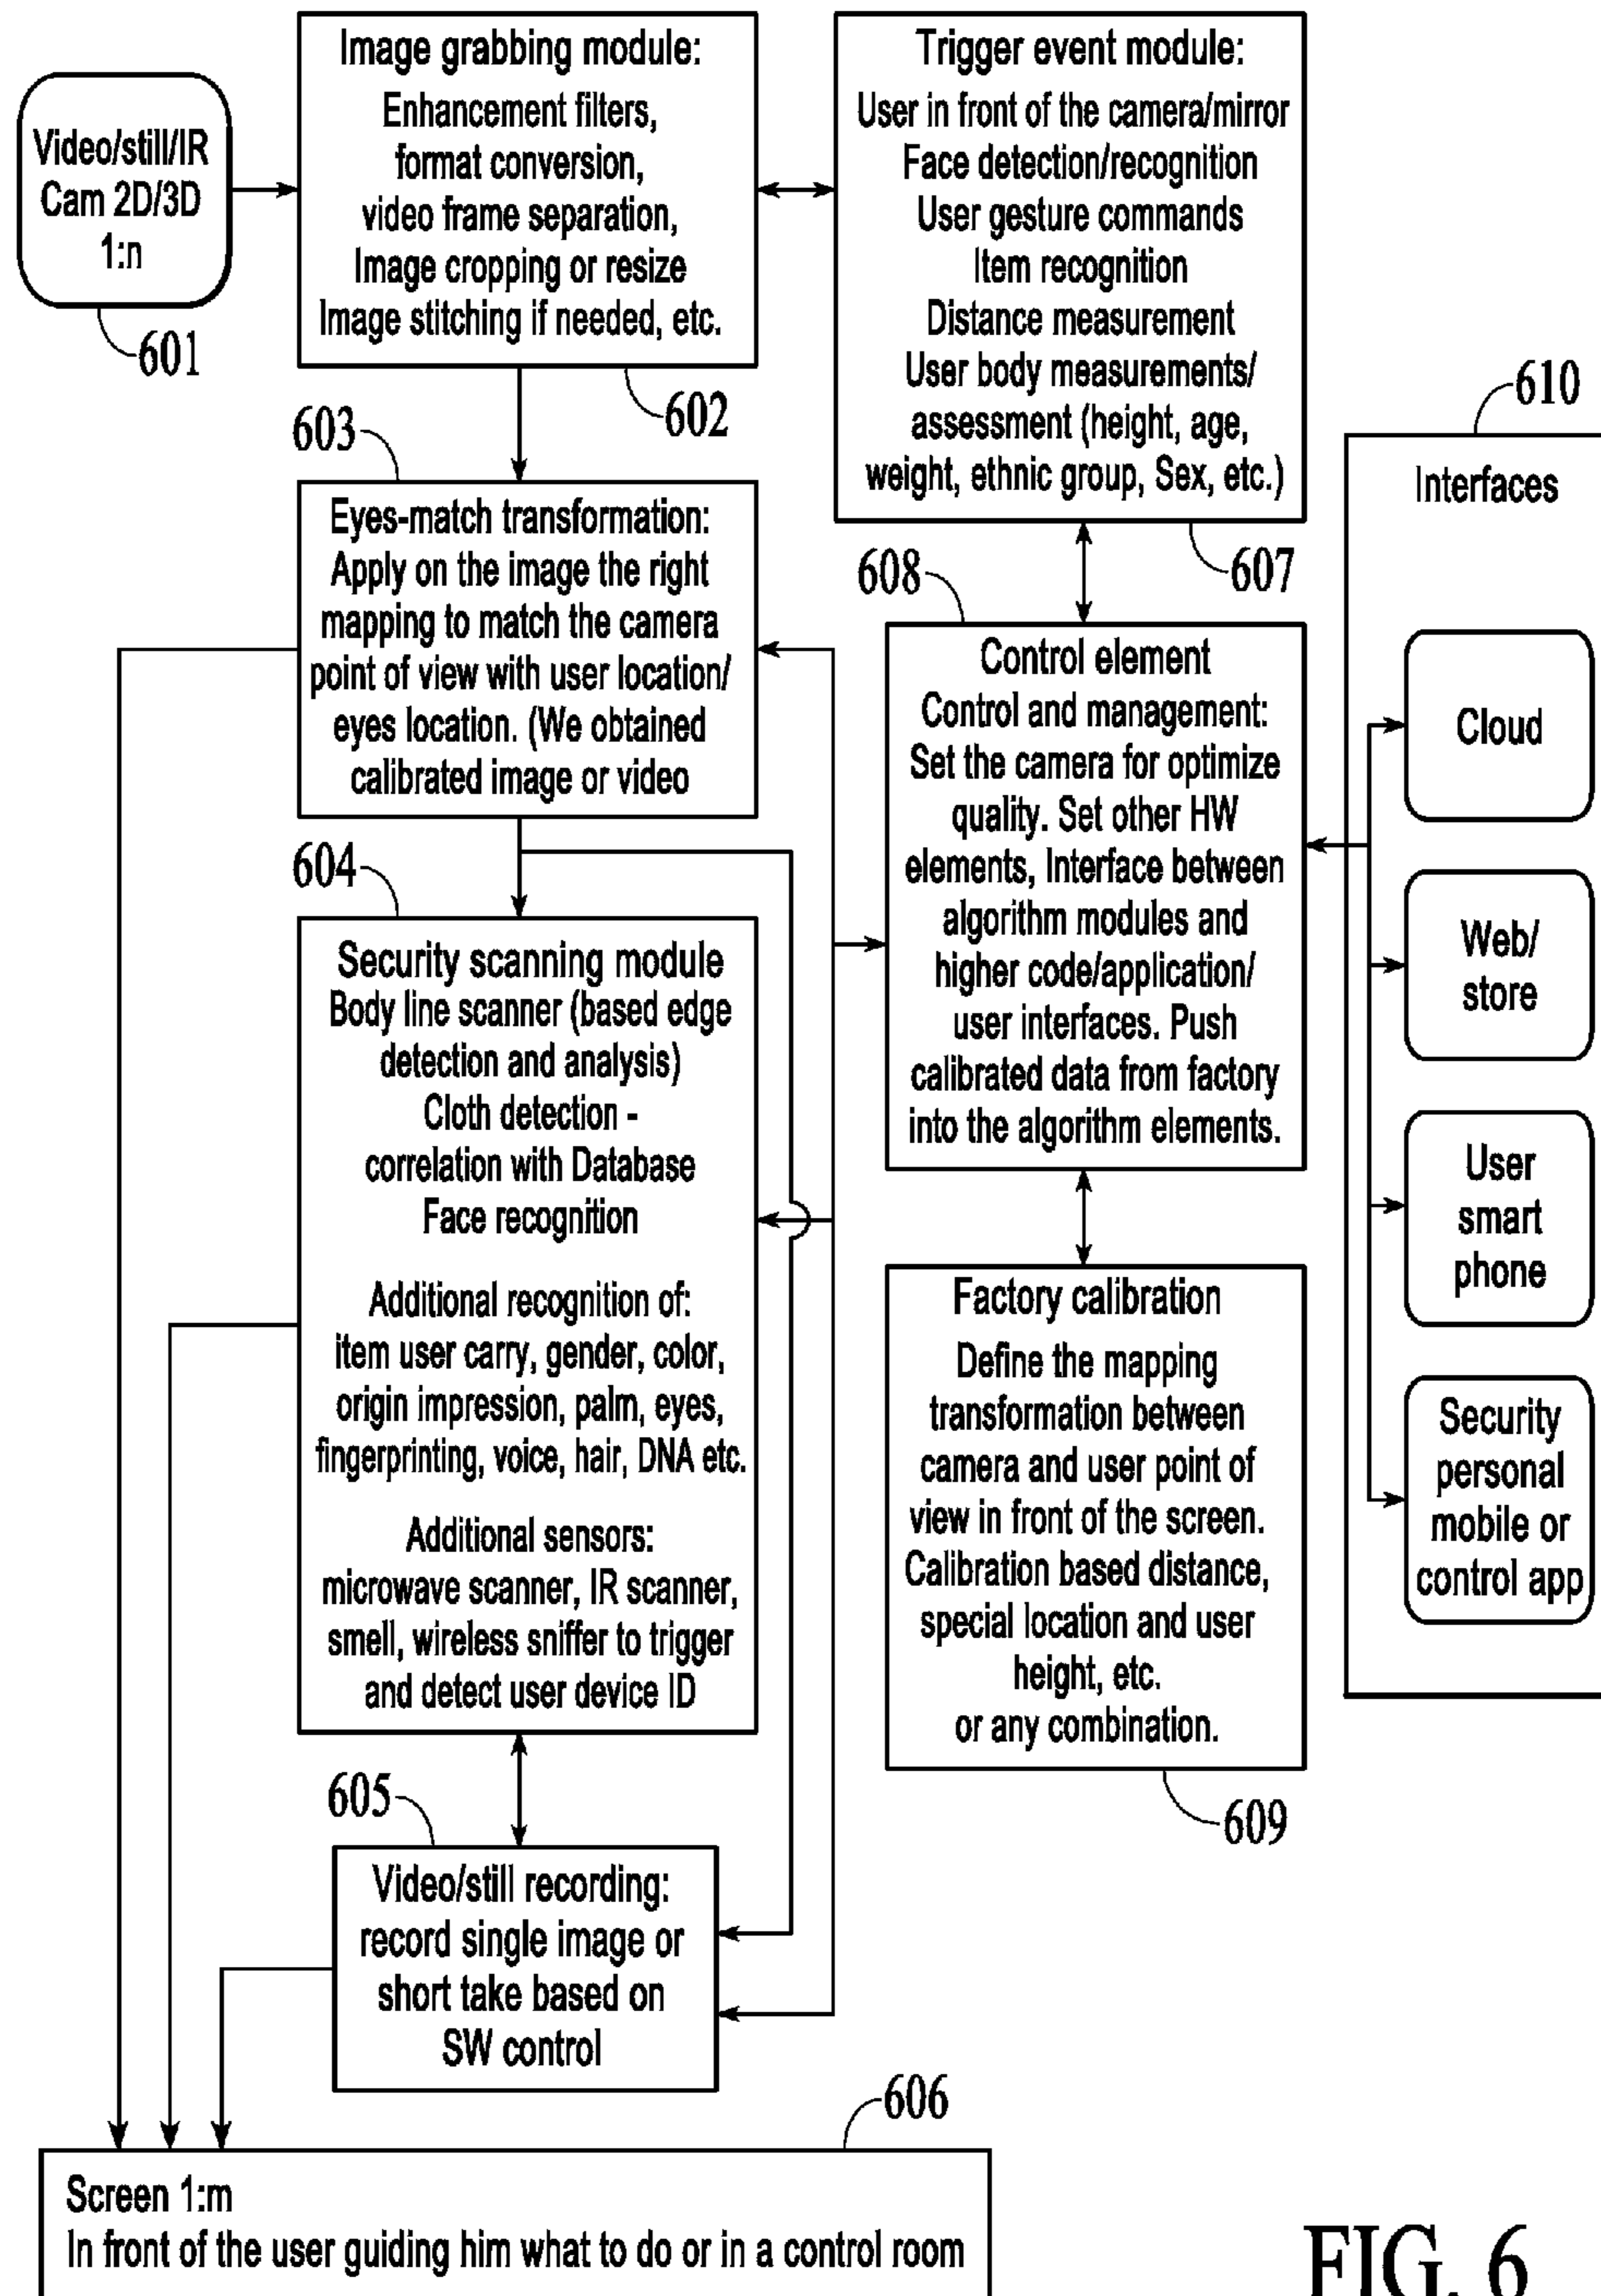 Video/still/IR
Cam 2D/3D
1:n
601
Image grabbing module:
Enhancement filters,
format conversion,
video frame separation,
Image cropping or resize
Image stitching if needed, etc.
602
Trigger event module:
User in front of the camera/mirror
Face detection/recognition
User gesture commands
Item recognition
Distance measurement
User body measurements/
assessment (height, age,
weight, ethnic group, Sex, etc.)
607
603
Eyes-match transformation:
Apply on the image the right
mapping to match the camera
point of view with user location/
eyes location. (We obtained
calibrated image or video
608
Control element
Control and management:
Set the camera for optimize
quality. Set other HW
elements, Interface between
algorithm modules and
higher code/application/
user interfaces. Push
calibrated data from factory
into the algorithm elements.
610
Interfaces
Cloud
Web/
store
User
smart
phone
Security
personal
mobile or
control app
604
Security scanning module
Body line scanner (based edge
detection and analysis)
Cloth detection -
correlation with Database
Face recognition
Additional recognition of:
item user carry, gender, color,
origin impression, palm, eyes,
fingerprinting, voice, hair, DNA etc.
Additional sensors:
microwave scanner, IR scanner,
smell, wireless sniffer to trigger
and detect user device ID
Factory calibration
Define the mapping
transformation between
camera and user point of
view in front of the screen.
Calibration based distance,
special location and user
height, etc.
or any combination.
609
605
Video/still recording:
record single image or
short take based on
SW control
606
Screen 1:m
In front of the user guiding him what to do or in a control room
FIG. 6